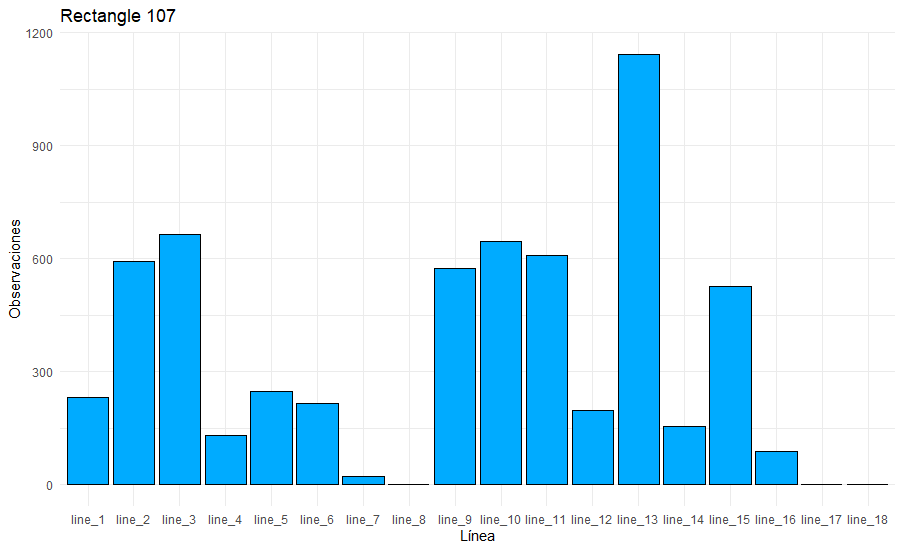 Rectangle 107
1200
900
600
300
0
Observaciones
line_1 line_2 line_3 line_4 line_5 line_6 line_7 line_8 line_9 line_10 line_11 line_12 line_13 line_14 line_15 line_16 line_17 line_18
Línea